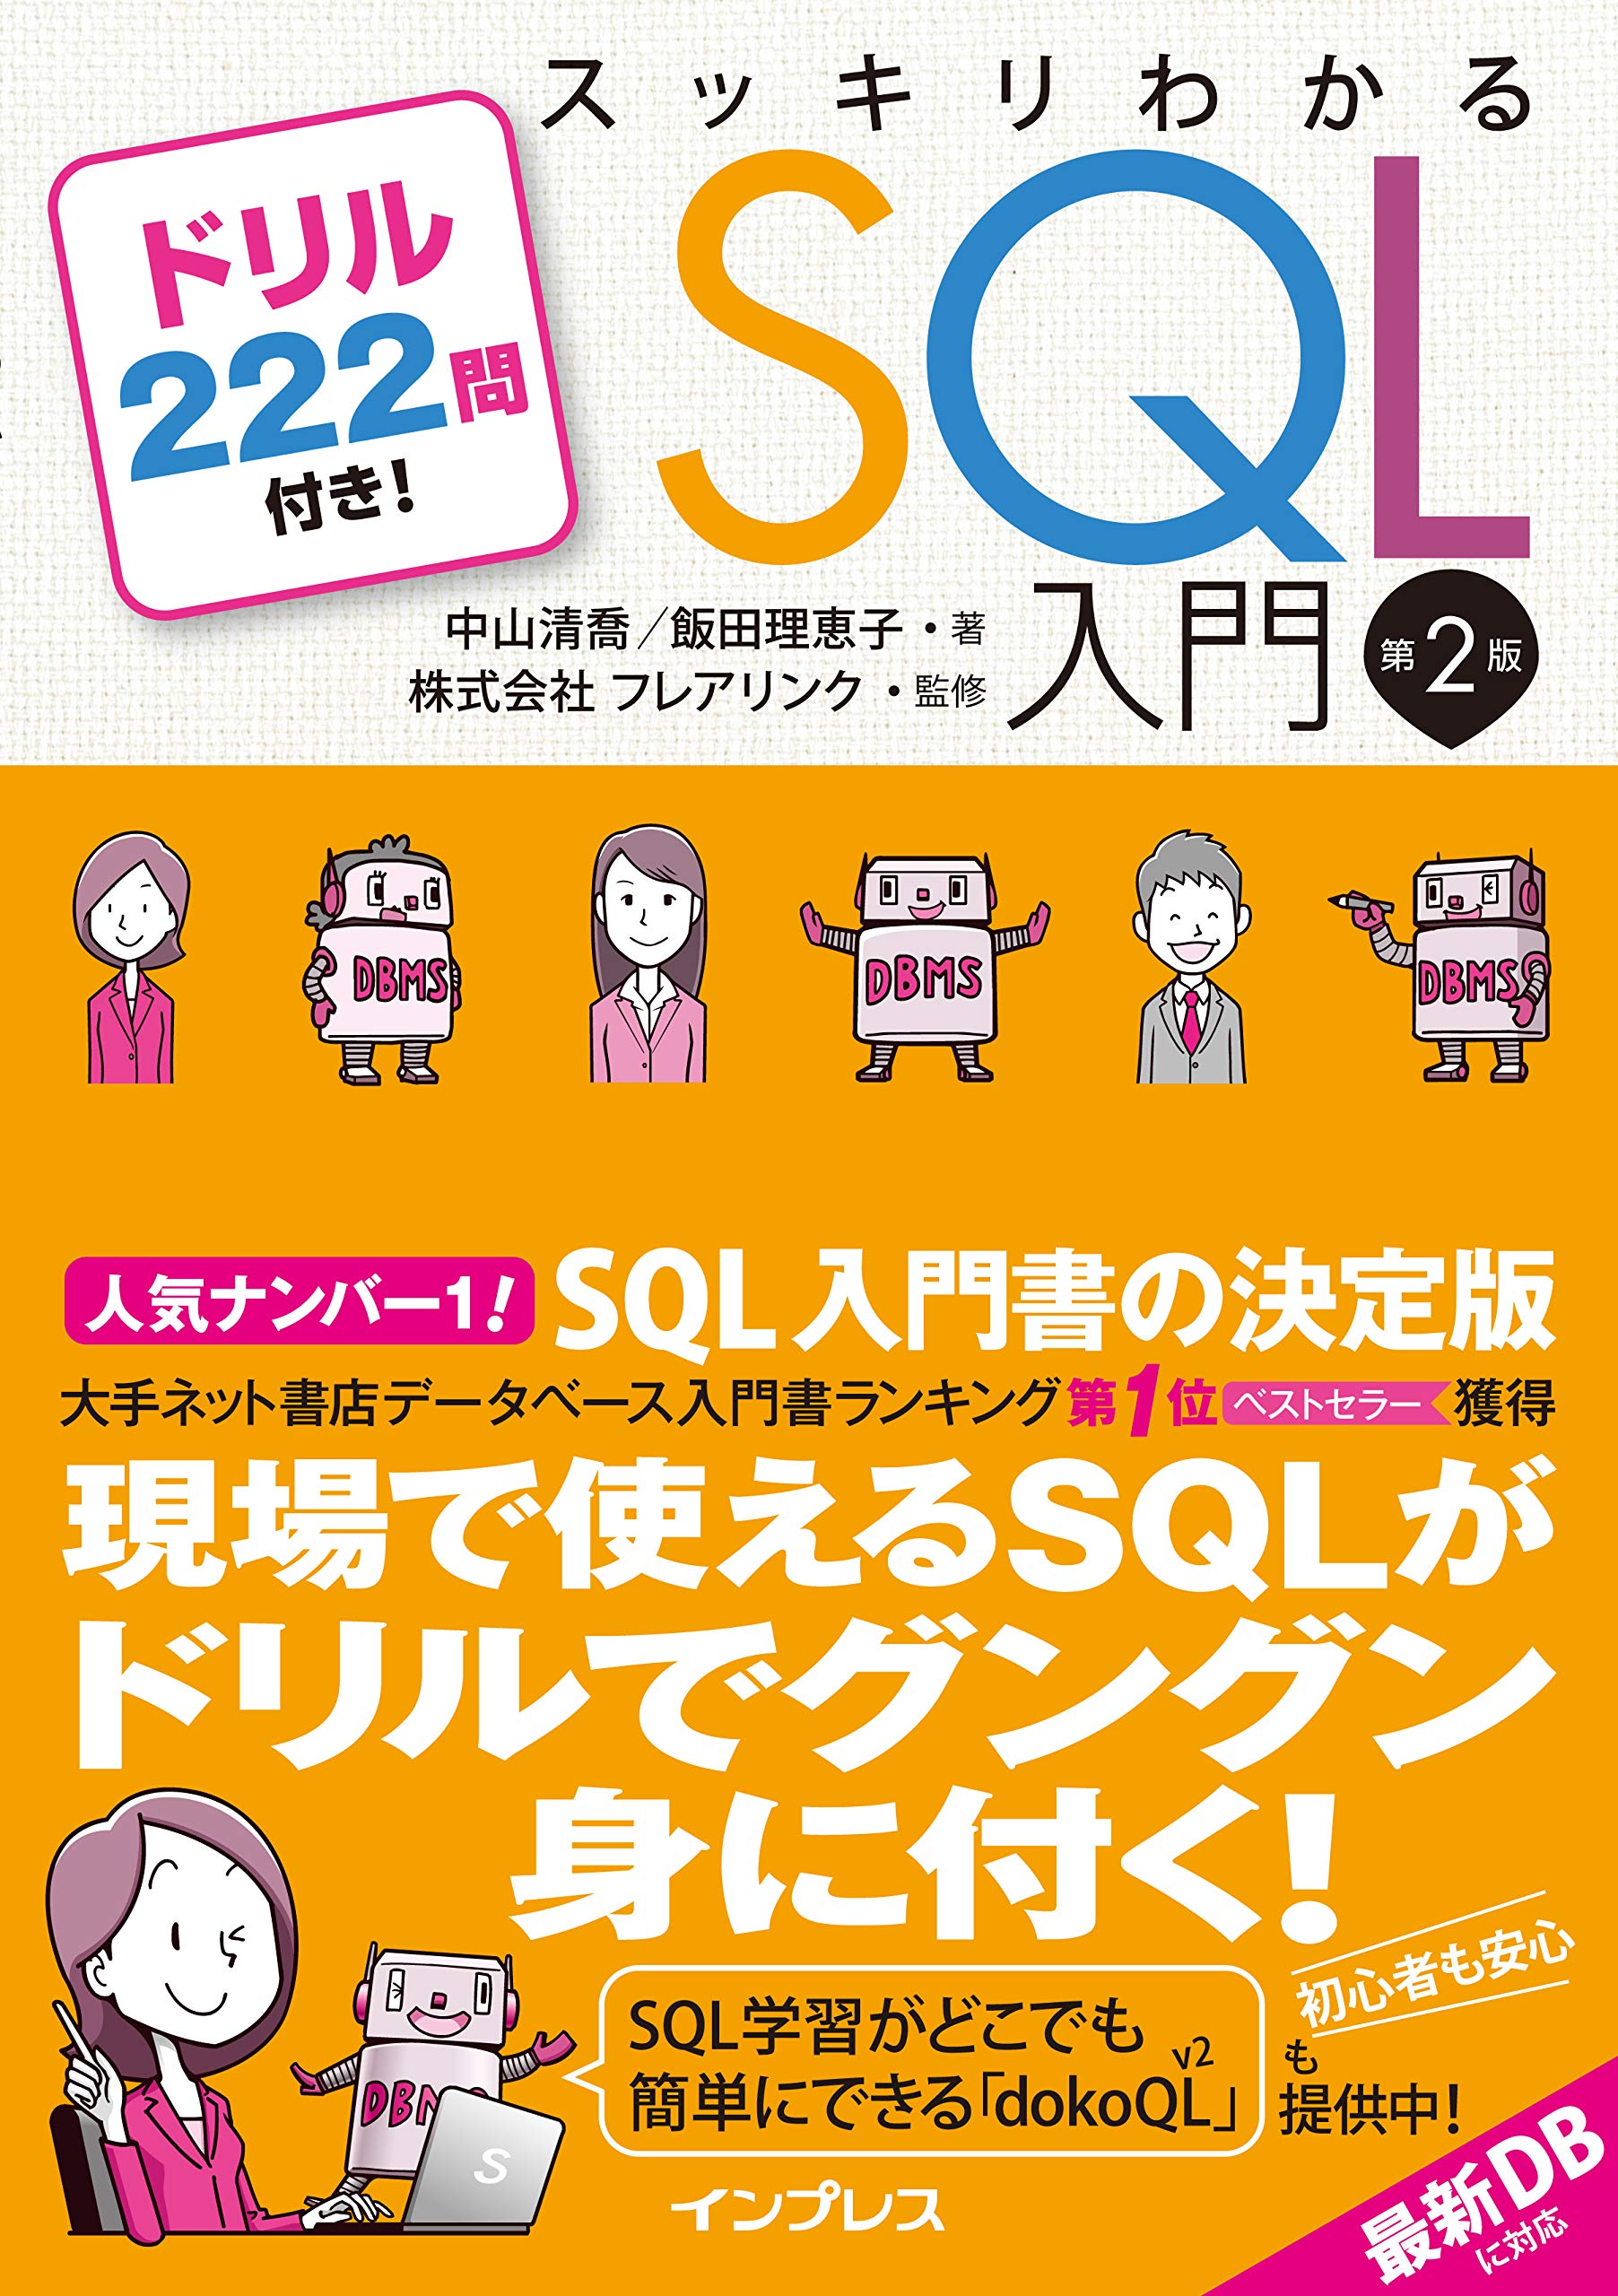 スッキリわかる
SQL
入門
第2版
ドリル
222問
付き!
中山清喬/飯田理恵子・著
株式会社 フレアリンク・監修
DBMS
DBMS
DBMS
人気ナンバー1! SQL入門書の決定版
大手ネット書店データベース入門書ランキング第1位 ベストセラー 獲得
現場で使えるSQLが
ドリルでグングン
身に付く!
初心者も安心
SQL学習がどこでも
簡単にできる「dokoQL v2」も提供中!
DBMS
S
インプレス
最新DB
に対応